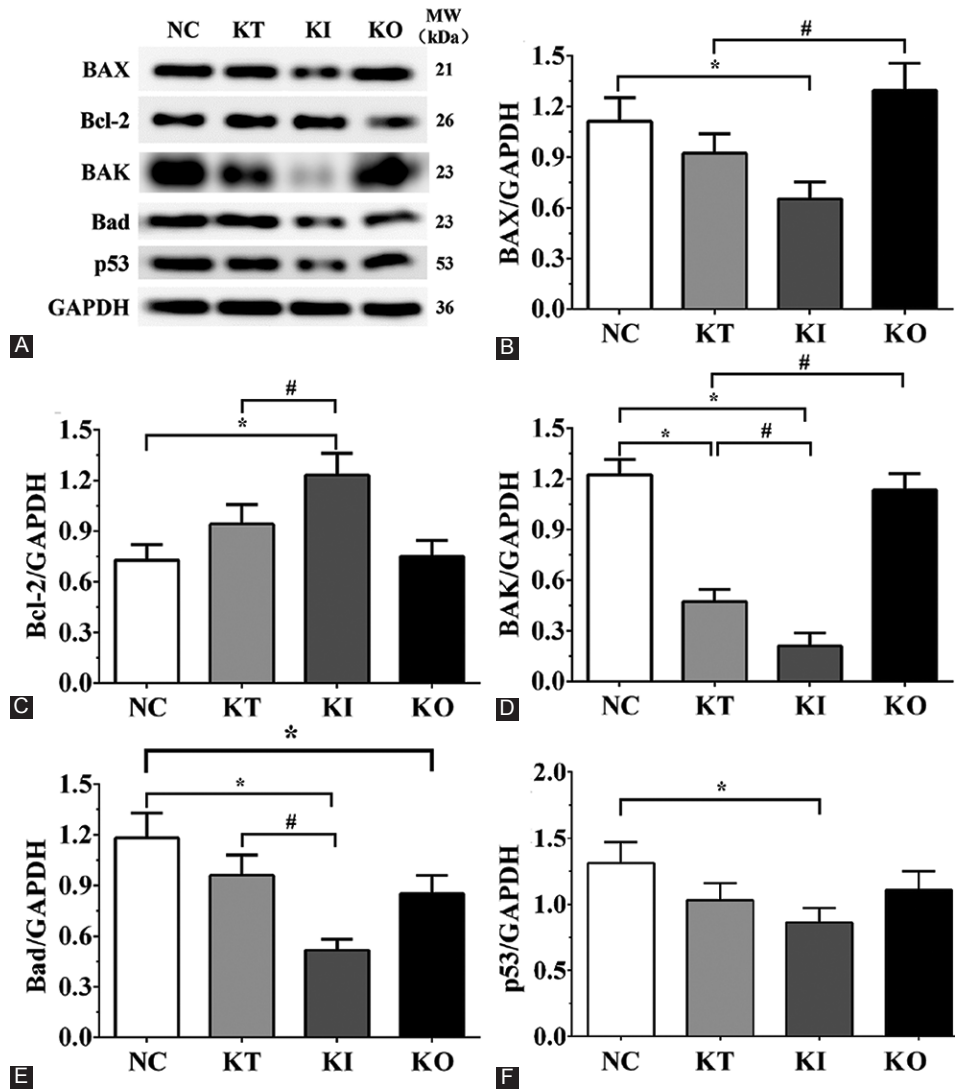 NC KT KI KO MW
(kDa)
BAX 21
Bcl-2 26
BAK 23
Bad 23
p53 53
GAPDH 36
A
#
*
1.5
1.2
0.9
0.6
0.3
0.0
BAX/GAPDH
NC KT KI KO
B
#
*
1.5
1.2
0.9
0.6
0.3
0.0
Bcl-2/GAPDH
NC KT KI KO
C
#
*
* #
1.5
1.2
0.9
0.6
0.3
0.0
BAK/GAPDH
NC KT KI KO
D
*
*
#
1.5
1.2
0.9
0.6
0.3
0.0
Bad/GAPDH
NC KT KI KO
E
*
2.0
1.5
1.0
0.5
0.0
p53/GAPDH
NC KT KI KO
F